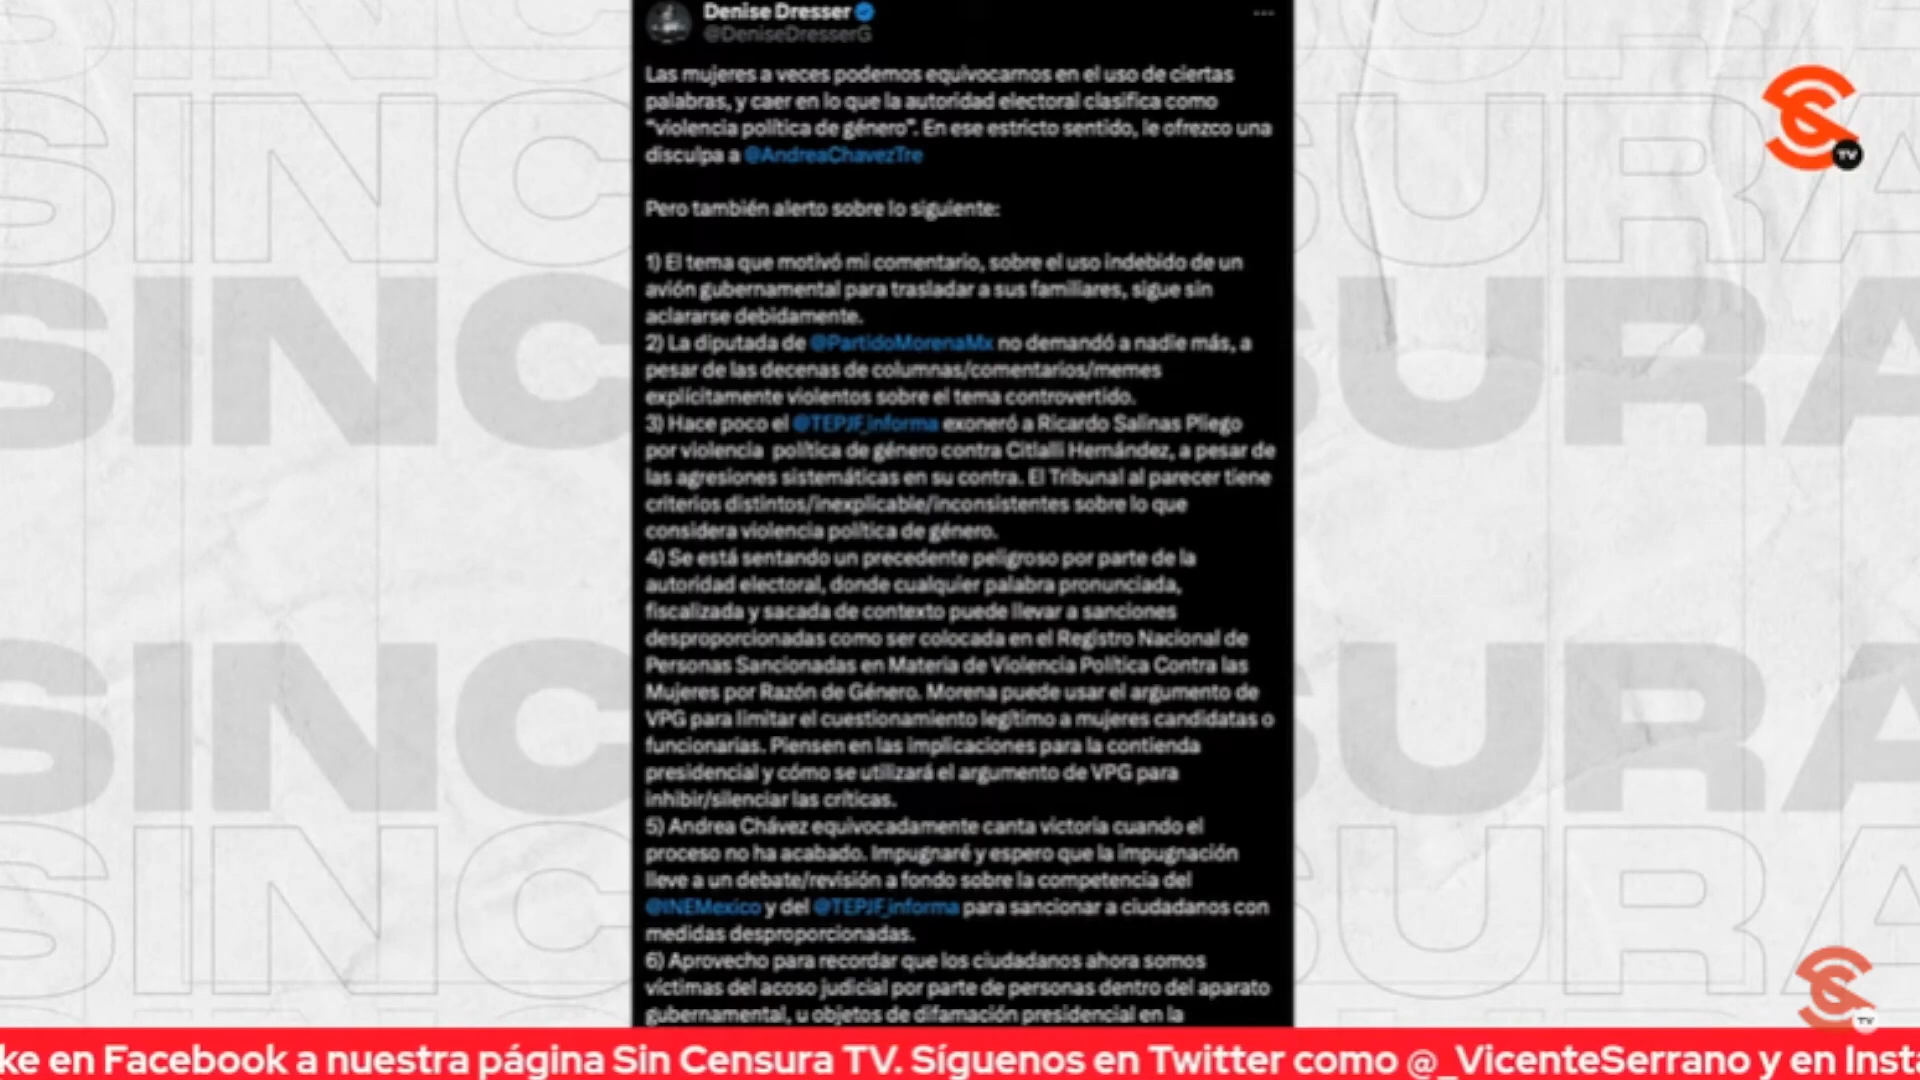 Denise Dresser
@DeniseDresserG
Las mujeres a veces podemos equivocarnos en el uso de ciertas
palabras, y caer en lo que la autoridad electoral clasifica como
"violencia política de género". En ese estricto sentido, le ofrezco una
disculpa a @AndreaChavezTre
Pero también alerto sobre lo siguiente:
1) El tema que motivó mi comentario, sobre el uso indebido de un
avión gubernamental para trasladar a sus familiares, sigue sin
aclararse debidamente.
2) La diputada de @PartidoMorenaMx no demandó a nadie más, a
pesar de las decenas de columnas/comentarios/memes
explícitamente violentos sobre el tema controvertido.
3) Hace poco el @TEPJF_informa exoneró a Ricardo Salinas Pliego
por violencia política de género contra Citlalli Hernández, a pesar de
las agresiones sistemáticas en su contra. El Tribunal al parecer tiene
criterios distintos/inexplicable/inconsistentes sobre lo que
considera violencia política de género.
4) Se está sentando un precedente peligroso por parte de la
autoridad electoral, donde cualquier palabra pronunciada,
fiscalizada y sacada de contexto puede llevar a sanciones
desproporcionadas como ser colocada en el Registro Nacional de
Personas Sancionadas en Materia de Violencia Política Contra las
Mujeres por Razón de Género. Morena puede usar el argumento de
VPG para limitar el cuestionamiento legítimo a mujeres candidatas o
funcionarias. Piensen en las implicaciones para la contienda
presidencial y cómo se utilizará el argumento de VPG para
inhibir/silenciar las críticas.
5) Andrea Chávez equivocadamente canta victoria cuando el
proceso no ha acabado. Impugnaré y espero que la impugnación
lleve a un debate/revisión a fondo sobre la competencia del
@INEMexico y del @TEPJF_informa para sancionar a ciudadanos con
medidas desproporcionadas.
6) Aprovecho para recordar que los ciudadanos ahora somos
víctimas del acoso judicial por parte de personas dentro del aparato
gubernamental, u objetos de difamación presidencial en la
SINC
SURA
SINC
SURA
SINC
URA
SINC
URA
SINC
URA
TV
TV
ke en Facebook a nuestra página Sin Censura TV. Síguenos en Twitter como @_VicenteSerrano y en Insta